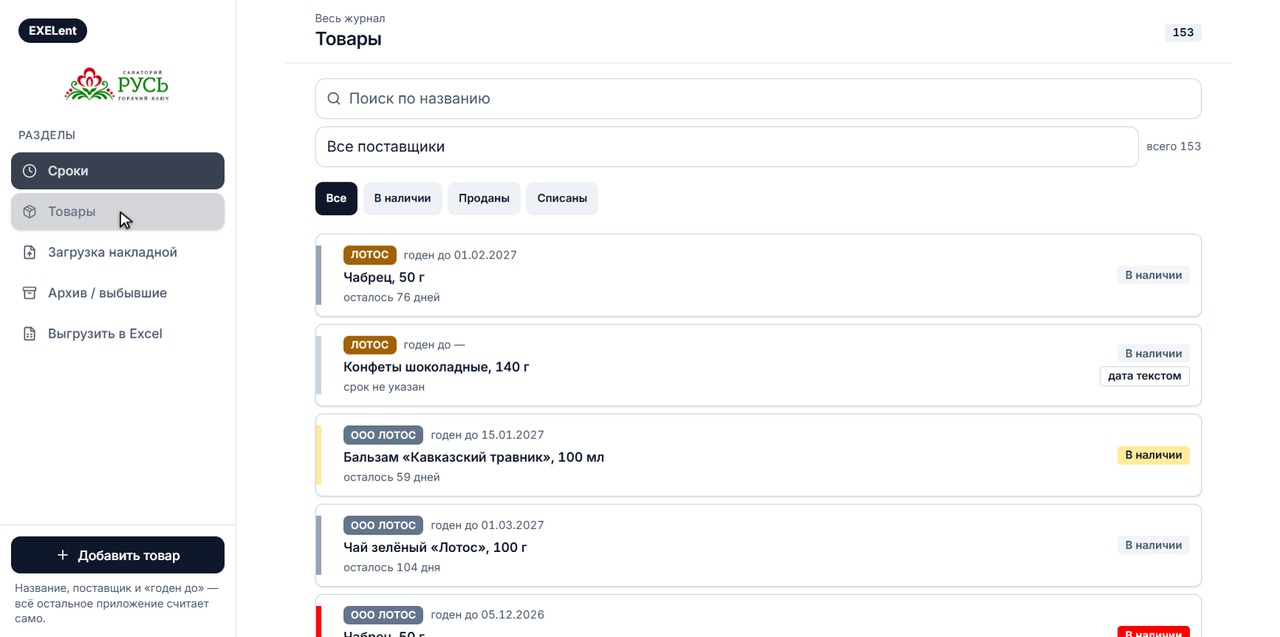 EXELent
САНАТОРИЙ
РУСЬ
ГОРЯЧИЙ КЛЮЧ
РАЗДЕЛЫ
Сроки
Товары
Загрузка накладной
Архив / выбывшие
Выгрузить в Excel
+ Добавить товар
Название, поставщик и «годен до» —
всё остальное приложение считает
само.
Весь журнал
Товары
153
Поиск по названию
Все поставщики
всего 153
Все
В наличии
Проданы
Списаны
ЛОТОС годен до 01.02.2027
Чабрец, 50 г
осталось 76 дней
В наличии
ЛОТОС годен до —
Конфеты шоколадные, 140 г
срок не указан
В наличии
дата текстом
ООО ЛОТОС годен до 15.01.2027
Бальзам «Кавказский травник», 100 мл
осталось 59 дней
В наличии
ООО ЛОТОС годен до 01.03.2027
Чай зелёный «Лотос», 100 г
осталось 104 дня
В наличии
ООО ЛОТОС годен до 05.12.2026
Чабрец, 50 г
В наличии